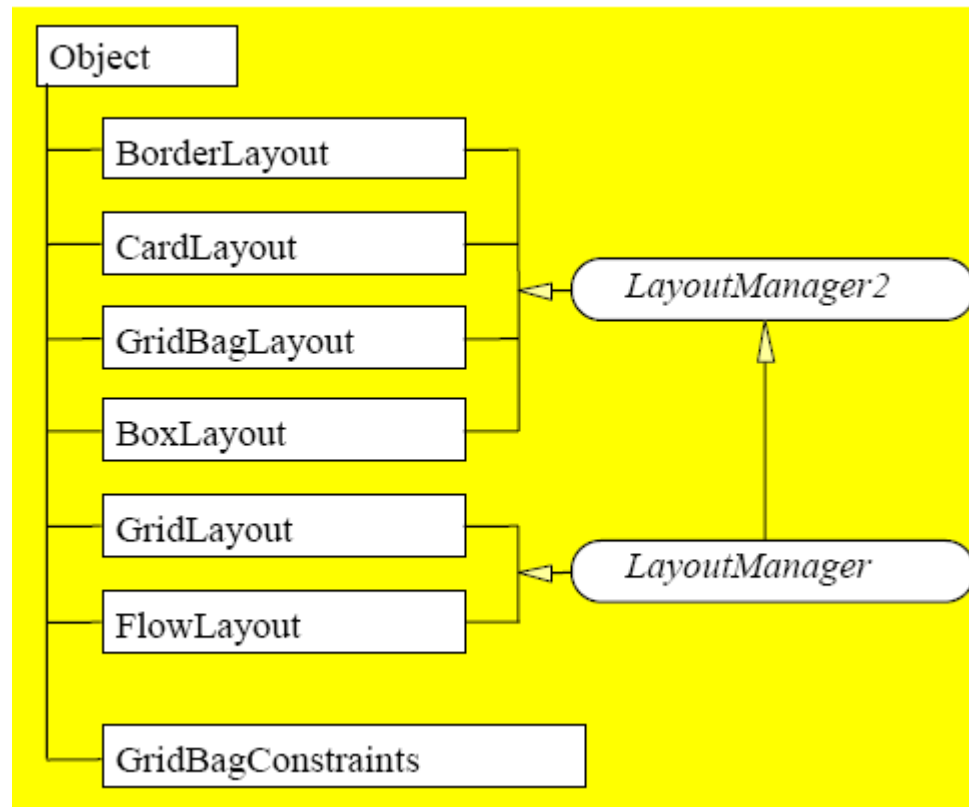 Object
BorderLayout
CardLayout
LayoutManager2
GridBagLayout
BoxLayout
GridLayout
LayoutManager
FlowLayout
GridBagConstraints